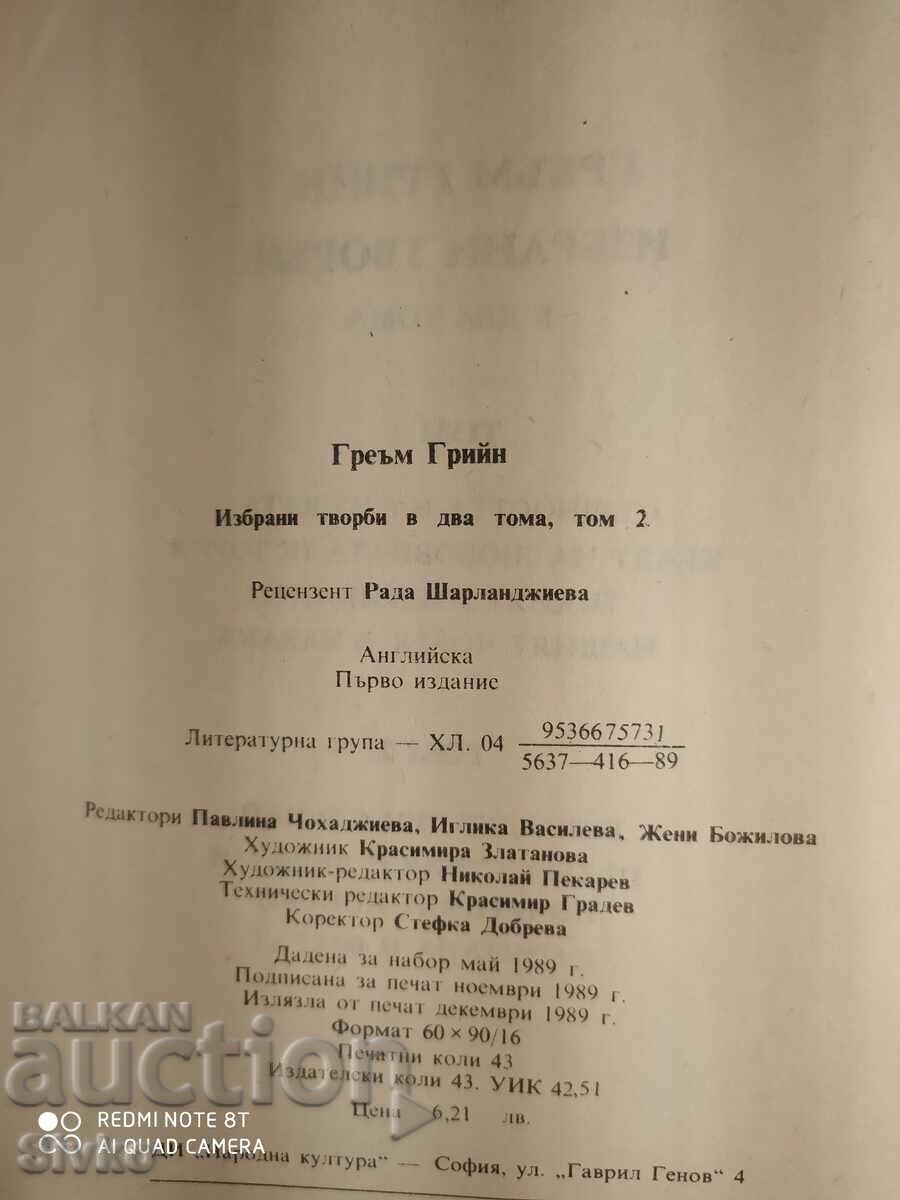 Греъм Грийн
Избрани творби в два тома, том 2
Рецензент Рада Шарланджиева
Английска
Първо издание
Литературна група — ХЛ. 04 9536675731
5637—416—89
Редактори Павлина Чохаджиева, Иглика Василева, Жени Божилова
Художник Красимира Златанова
Художник-редактор Николай Пекарев
Технически редактор Красимир Градев
Коректор Стефка Добрева
Дадена за набор май 1989 г.
Подписана за печат ноември 1989 г.
Излязла от печат декември 1989 г.
Формат 60 × 90/16
Печатни коли 43
Издателски коли 43. УИК 42,51
Цена 6,21 лв.
ДИ „Народна култура“ — София, ул. „Гаврил Генов“ 4
BALKAN
auction
REDMI NOTE 8T
AI QUAD CAMERA
Sivko